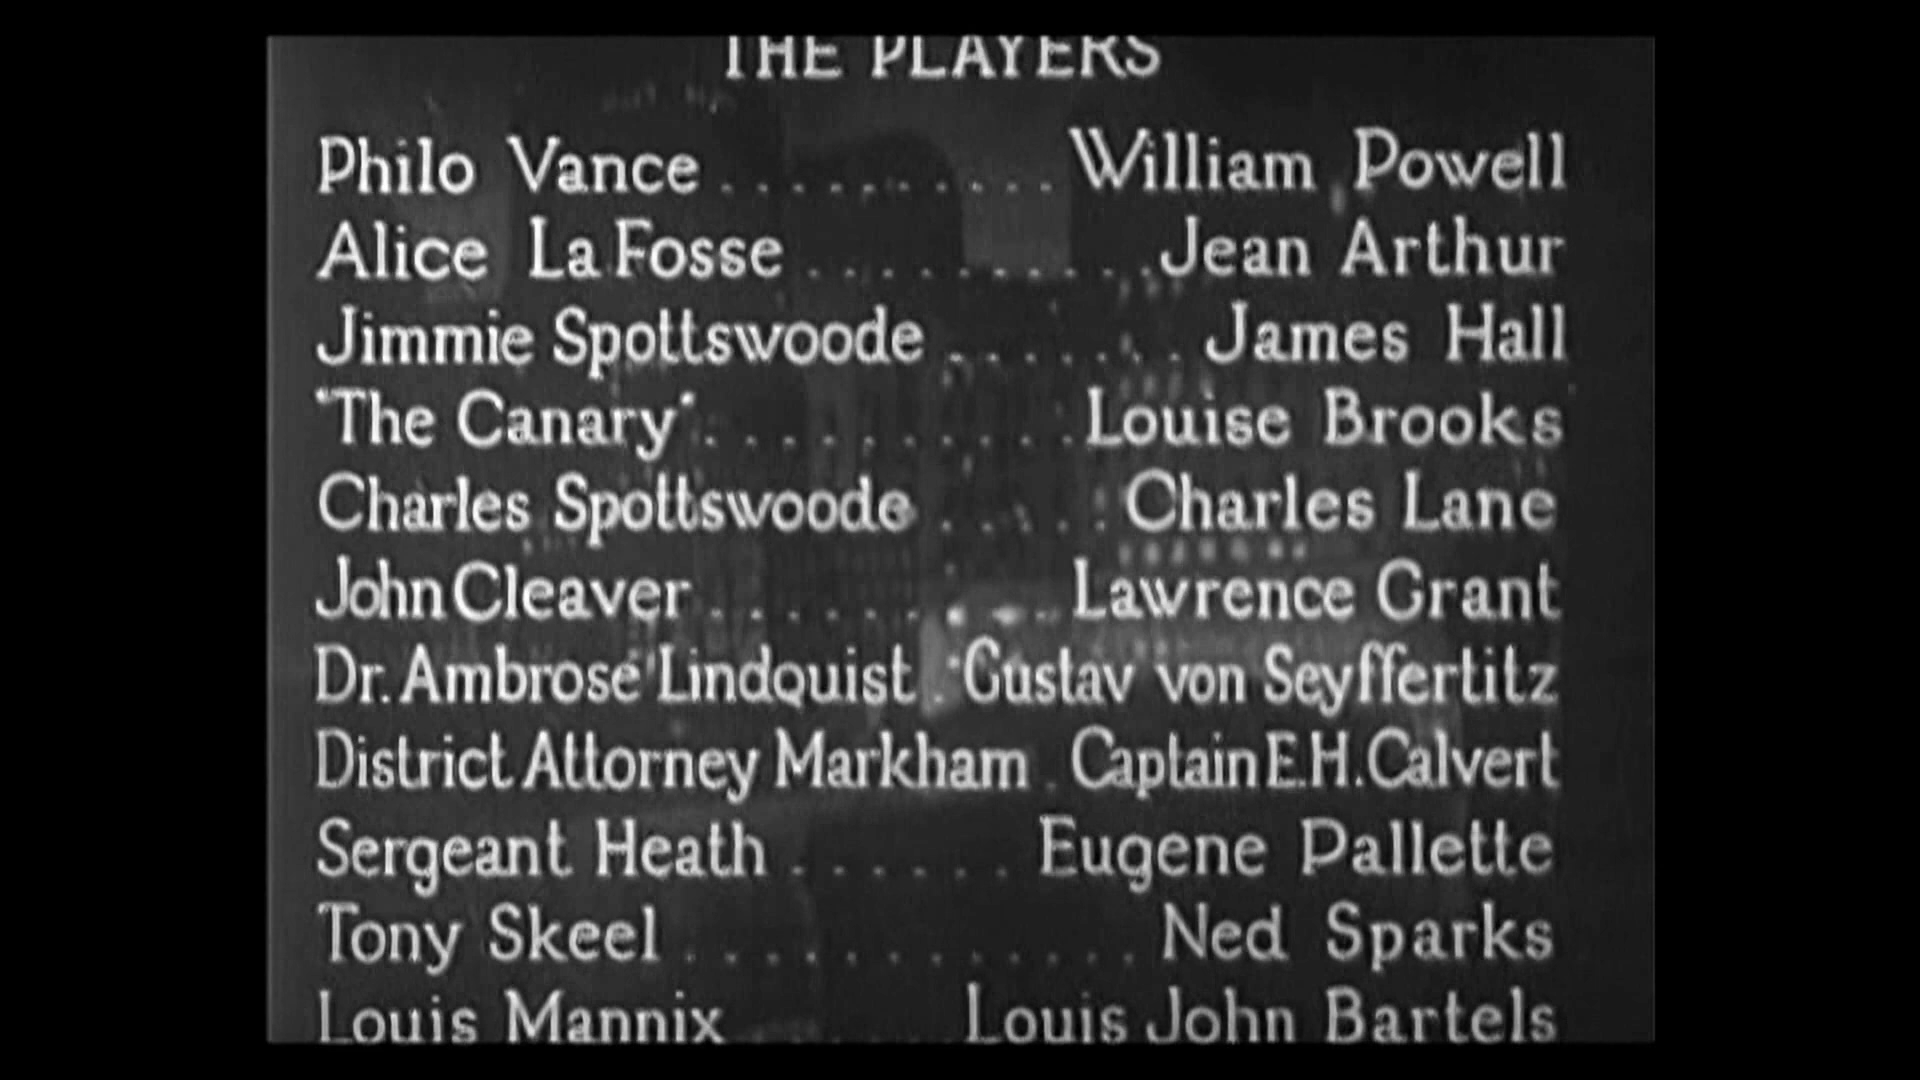 THE PLAYERS
Philo Vance . . . . . . . . . . . William Powell
Alice La Fosse . . . . . . . . . . . . Jean Arthur
Jimmie Spottswoode . . . . . . . James Hall
"The Canary" . . . . . . . . . . Louise Brooks
Charles Spottswoode . . . . . Charles Lane
John Cleaver . . . . . . . . . Lawrence Grant
Dr. Ambrose Lindquist . . Gustav von Seyffertitz
District Attorney Markham . Captain E.H. Calvert
Sergeant Heath . . . . . . Eugene Pallette
Tony Skeel . . . . . . . . . . . . Ned Sparks
Louis Mannix . . . . . Louis John Bartels